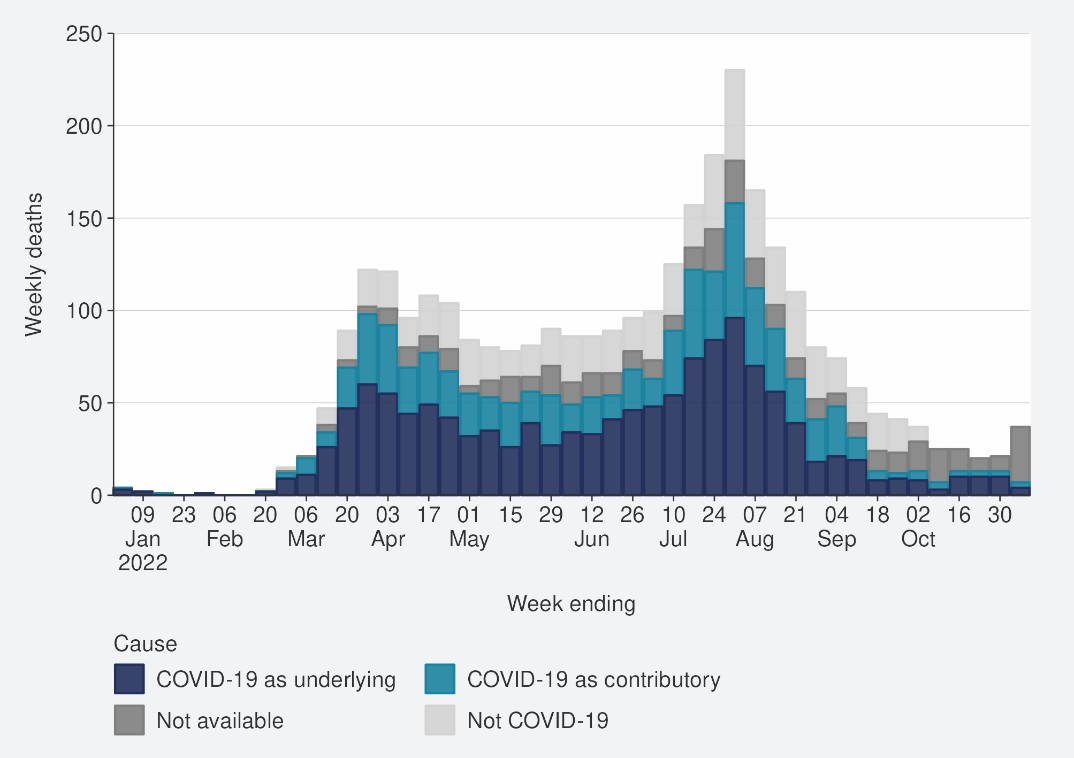 250
200
150
100
50
0
Weekly deaths
09 23 06 20 06 20 03 17 01 15 29 12 26 10 24 07 21 04 18 02 16 30
Jan Feb Mar Apr May Jun Jul Aug Sep Oct
2022
Week ending
Cause
COVID-19 as underlying COVID-19 as contributory
Not available Not COVID-19